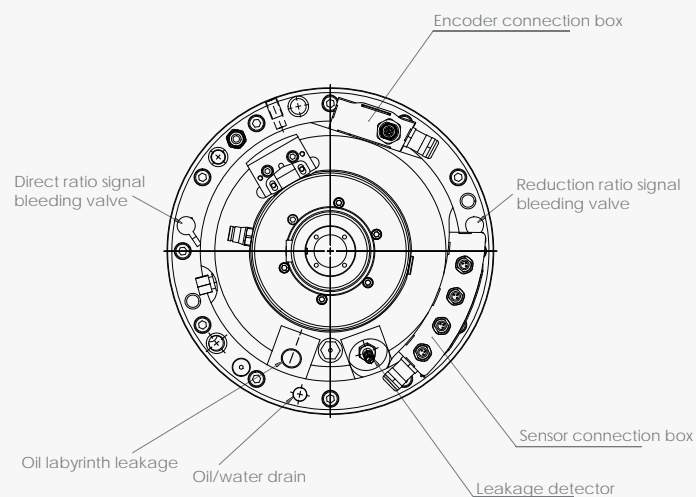 Encoder connection box
Direct ratio signal
bleeding valve
Reduction ratio signal
bleeding valve
Sensor connection box
Oil labyrinth leakage
Oil/water drain
Leakage detector